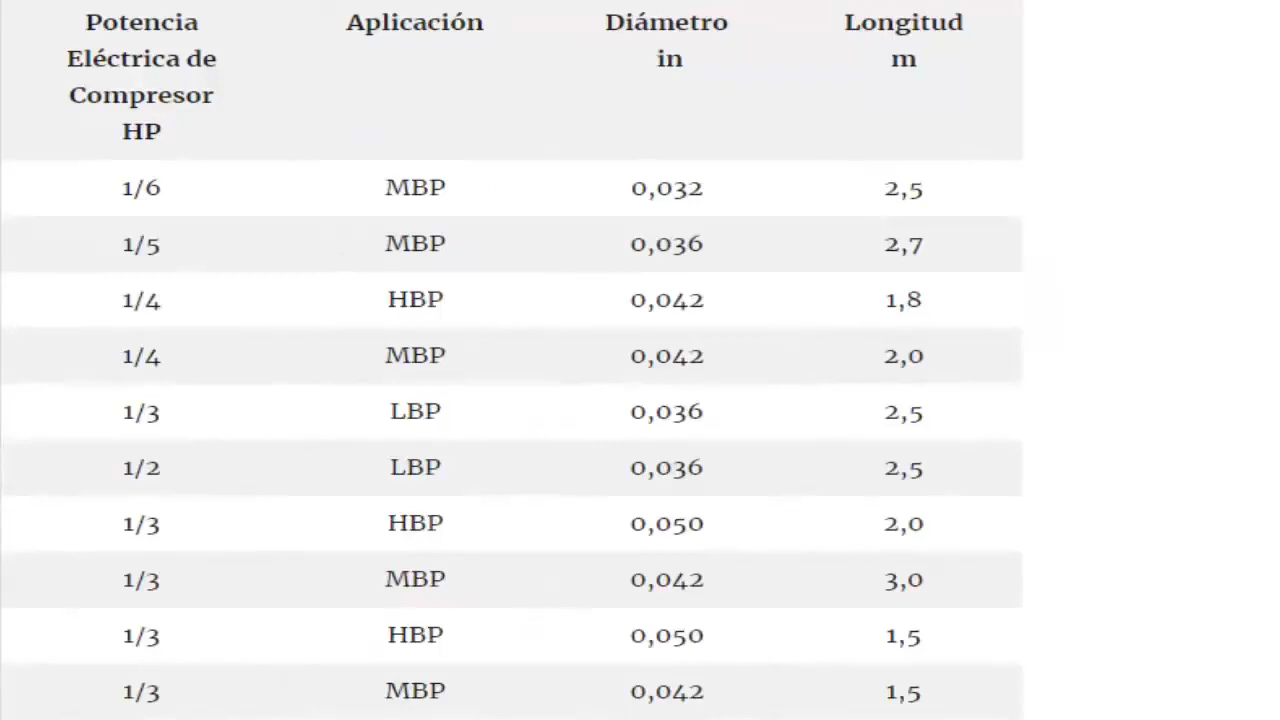 Potencia Eléctrica de Compresor HP Aplicación Diámetro in Longitud m
1/6 MBP 0,032 2,5
1/5 MBP 0,036 2,7
1/4 HBP 0,042 1,8
1/4 MBP 0,042 2,0
1/3 LBP 0,036 2,5
1/2 LBP 0,036 2,5
1/3 HBP 0,050 2,0
1/3 MBP 0,042 3,0
1/3 HBP 0,050 1,5
1/3 MBP 0,042 1,5